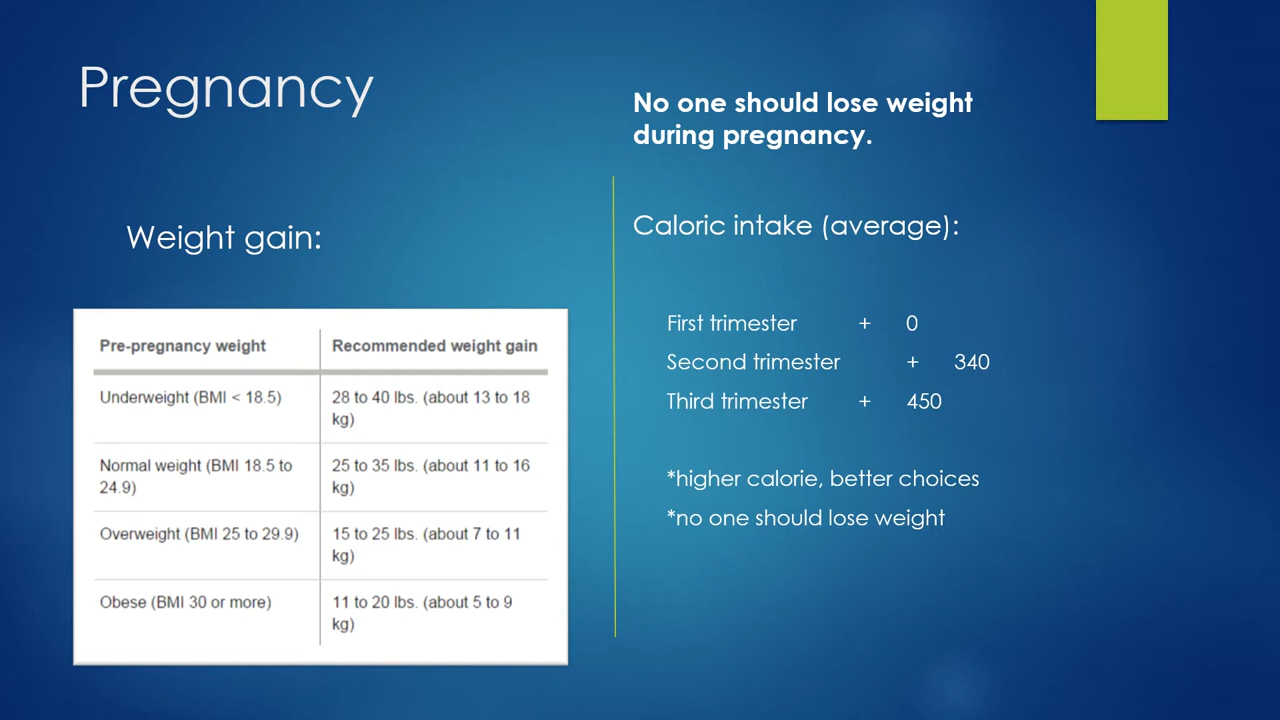 Pregnancy
No one should lose weight
during pregnancy.
Weight gain:
Pre-pregnancy weight Recommended weight gain
Underweight (BMI < 18.5) 28 to 40 lbs. (about 13 to 18
kg)
Normal weight (BMI 18.5 to 25 to 35 lbs. (about 11 to 16
24.9) kg)
Overweight (BMI 25 to 29.9) 15 to 25 lbs. (about 7 to 11
kg)
Obese (BMI 30 or more) 11 to 20 lbs. (about 5 to 9
kg)
Caloric intake (average):
First trimester + 0
Second trimester + 340
Third trimester + 450
*higher calorie, better choices
*no one should lose weight